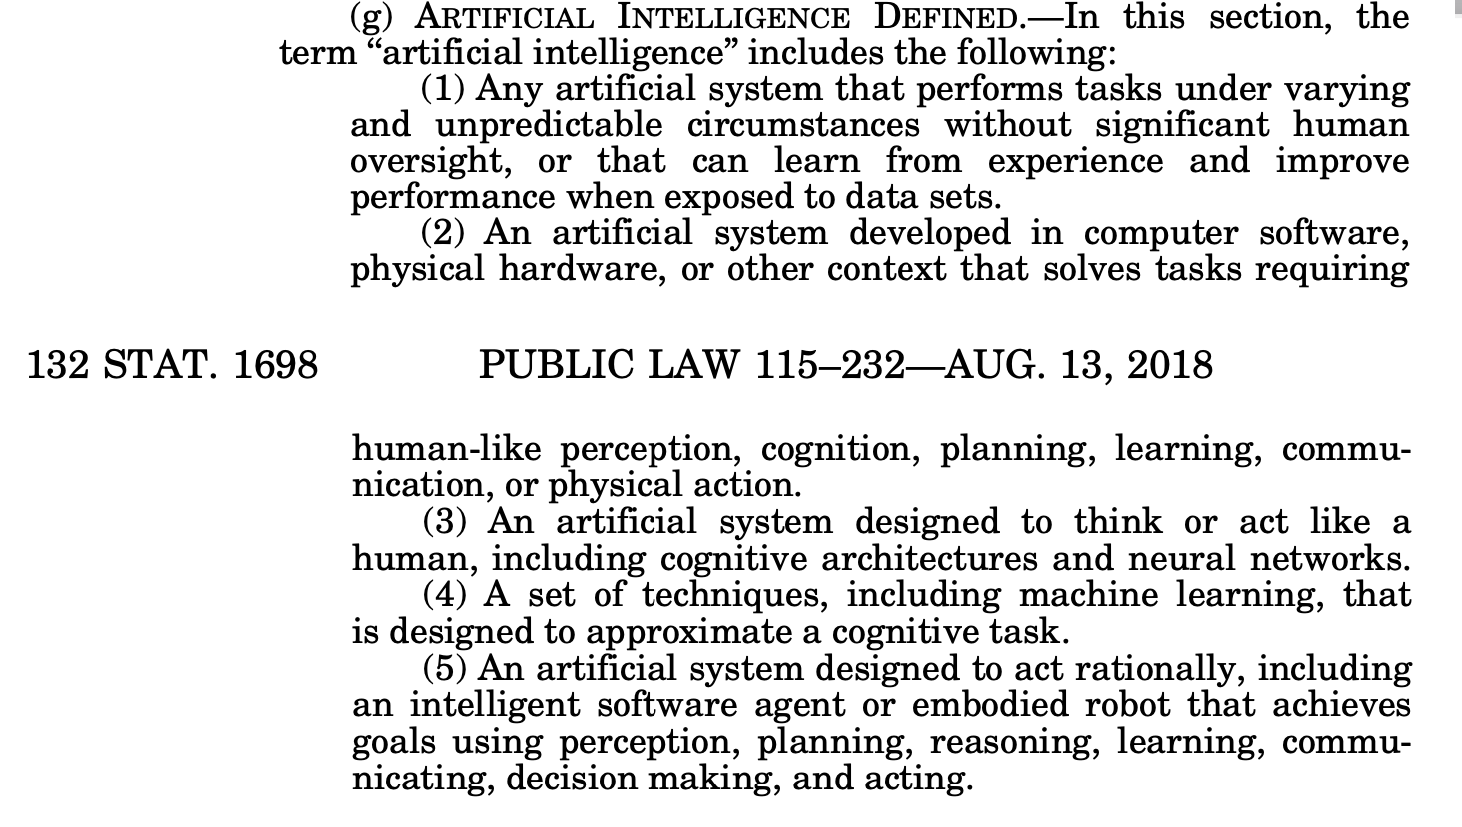 (g) ARTIFICIAL INTELLIGENCE DEFINED.—In this section, the
term “artificial intelligence” includes the following:
(1) Any artificial system that performs tasks under varying
and unpredictable circumstances without significant human
oversight, or that can learn from experience and improve
performance when exposed to data sets.
(2) An artificial system developed in computer software,
physical hardware, or other context that solves tasks requiring
132 STAT. 1698 PUBLIC LAW 115–232—AUG. 13, 2018
human-like perception, cognition, planning, learning, commu-
nication, or physical action.
(3) An artificial system designed to think or act like a
human, including cognitive architectures and neural networks.
(4) A set of techniques, including machine learning, that
is designed to approximate a cognitive task.
(5) An artificial system designed to act rationally, including
an intelligent software agent or embodied robot that achieves
goals using perception, planning, reasoning, learning, commu-
nicating, decision making, and acting.